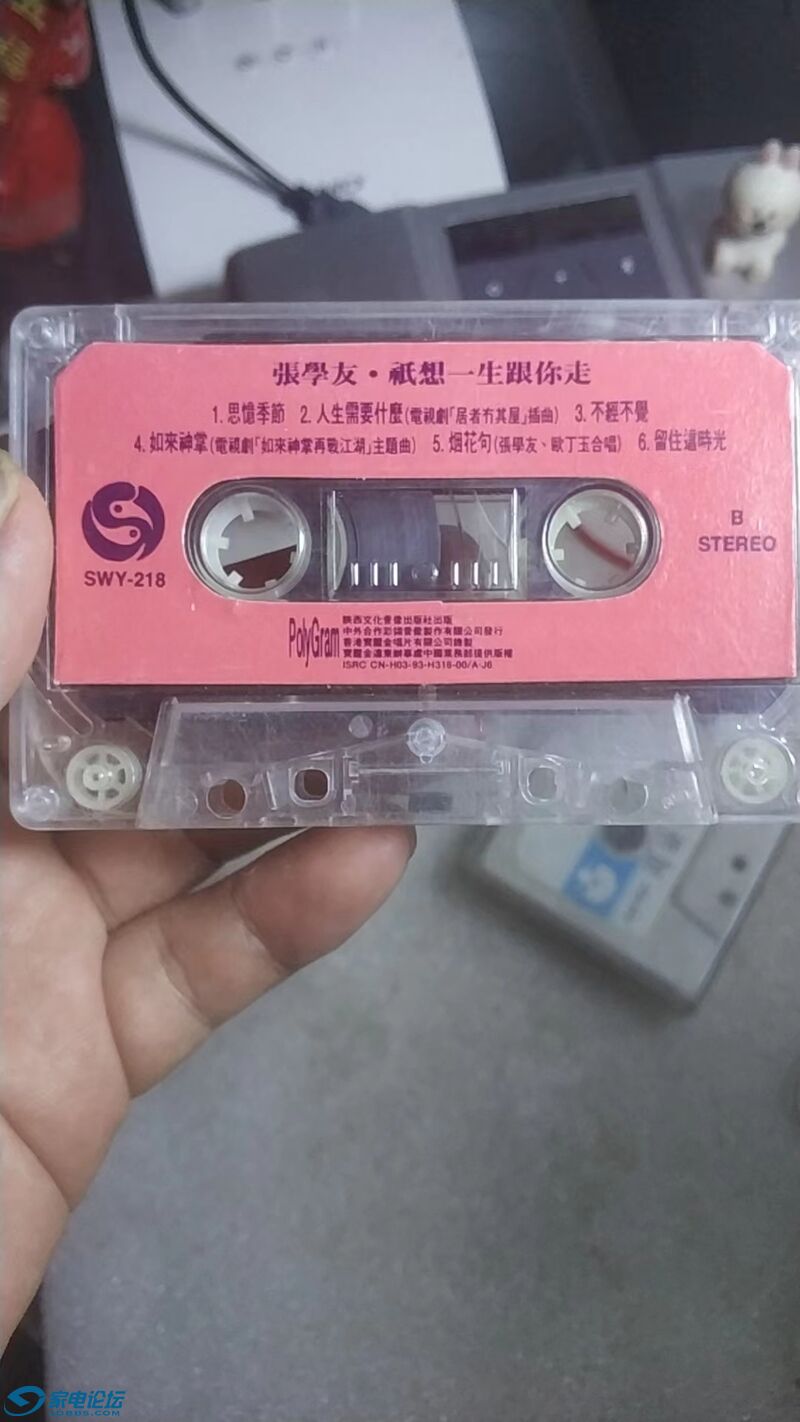 張學友・祇想一生跟你走
1. 思憶季節 2. 人生需要什麼(電視劇「居者冇其屋」插曲) 3. 不經不覺
4. 如來神掌(電視劇「如來神掌再戰江湖」主題曲) 5. 烟花句(張學友、歐丁玉合唱) 6. 留住這時光
SWY-218
B
STEREO
PolyGram
陝西文化音像出版社出版
中外合作彩鎝音像製作有限公司發行
香港寶麗金唱片有限公司錄製
寶麗金遠東辦事處中國業務部提供版權
ISRC CN-H03-93-H318-00/A·J6
家电论坛
JDBBS.COM